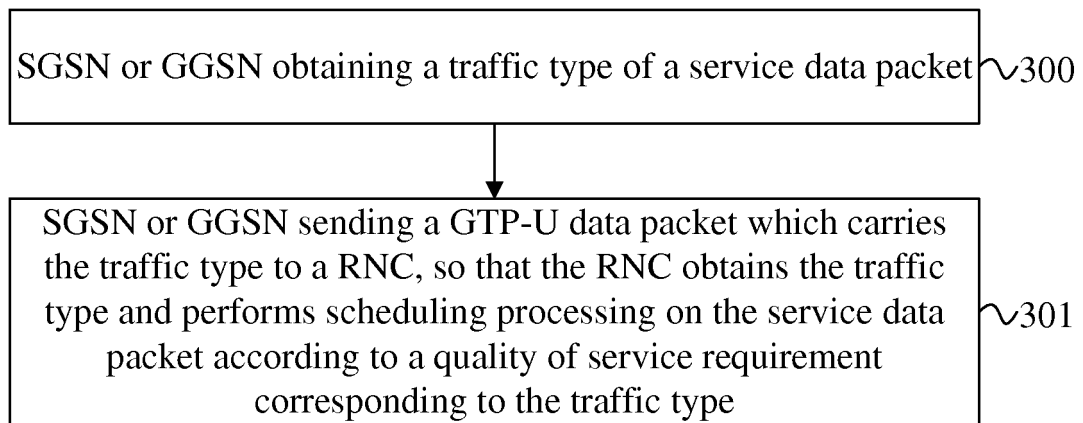 SGSN or GGSN obtaining a traffic type of a service data packet
300
SGSN or GGSN sending a GTP-U data packet which carries
the traffic type to a RNC, so that the RNC obtains the traffic
type and performs scheduling processing on the service data
packet according to a quality of service requirement
corresponding to the traffic type
301